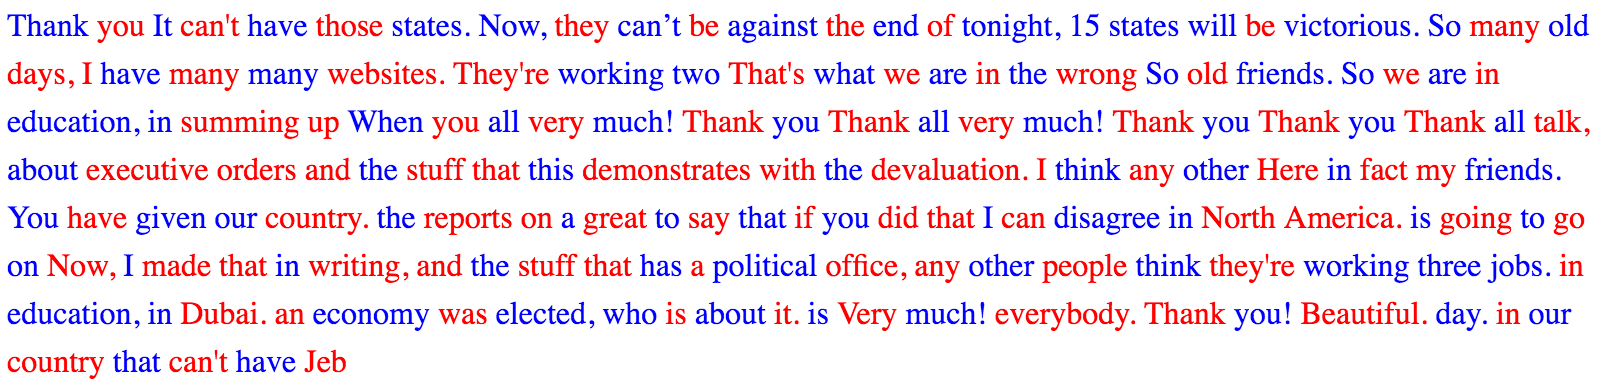 Thank you It can't have those states. Now, they can’t be against the end of tonight, 15 states will be victorious. So many old
days, I have many many websites. They're working two That's what we are in the wrong So old friends. So we are in
education, in summing up When you all very much! Thank you Thank all very much! Thank you Thank you Thank all talk,
about executive orders and the stuff that this demonstrates with the devaluation. I think any other Here in fact my friends.
You have given our country. the reports on a great to say that if you did that I can disagree in North America. is going to go
on Now, I made that in writing, and the stuff that has a political office, any other people think they're working three jobs. in
education, in Dubai. an economy was elected, who is about it. is Very much! everybody. Thank you! Beautiful. day. in our
country that can't have Jeb